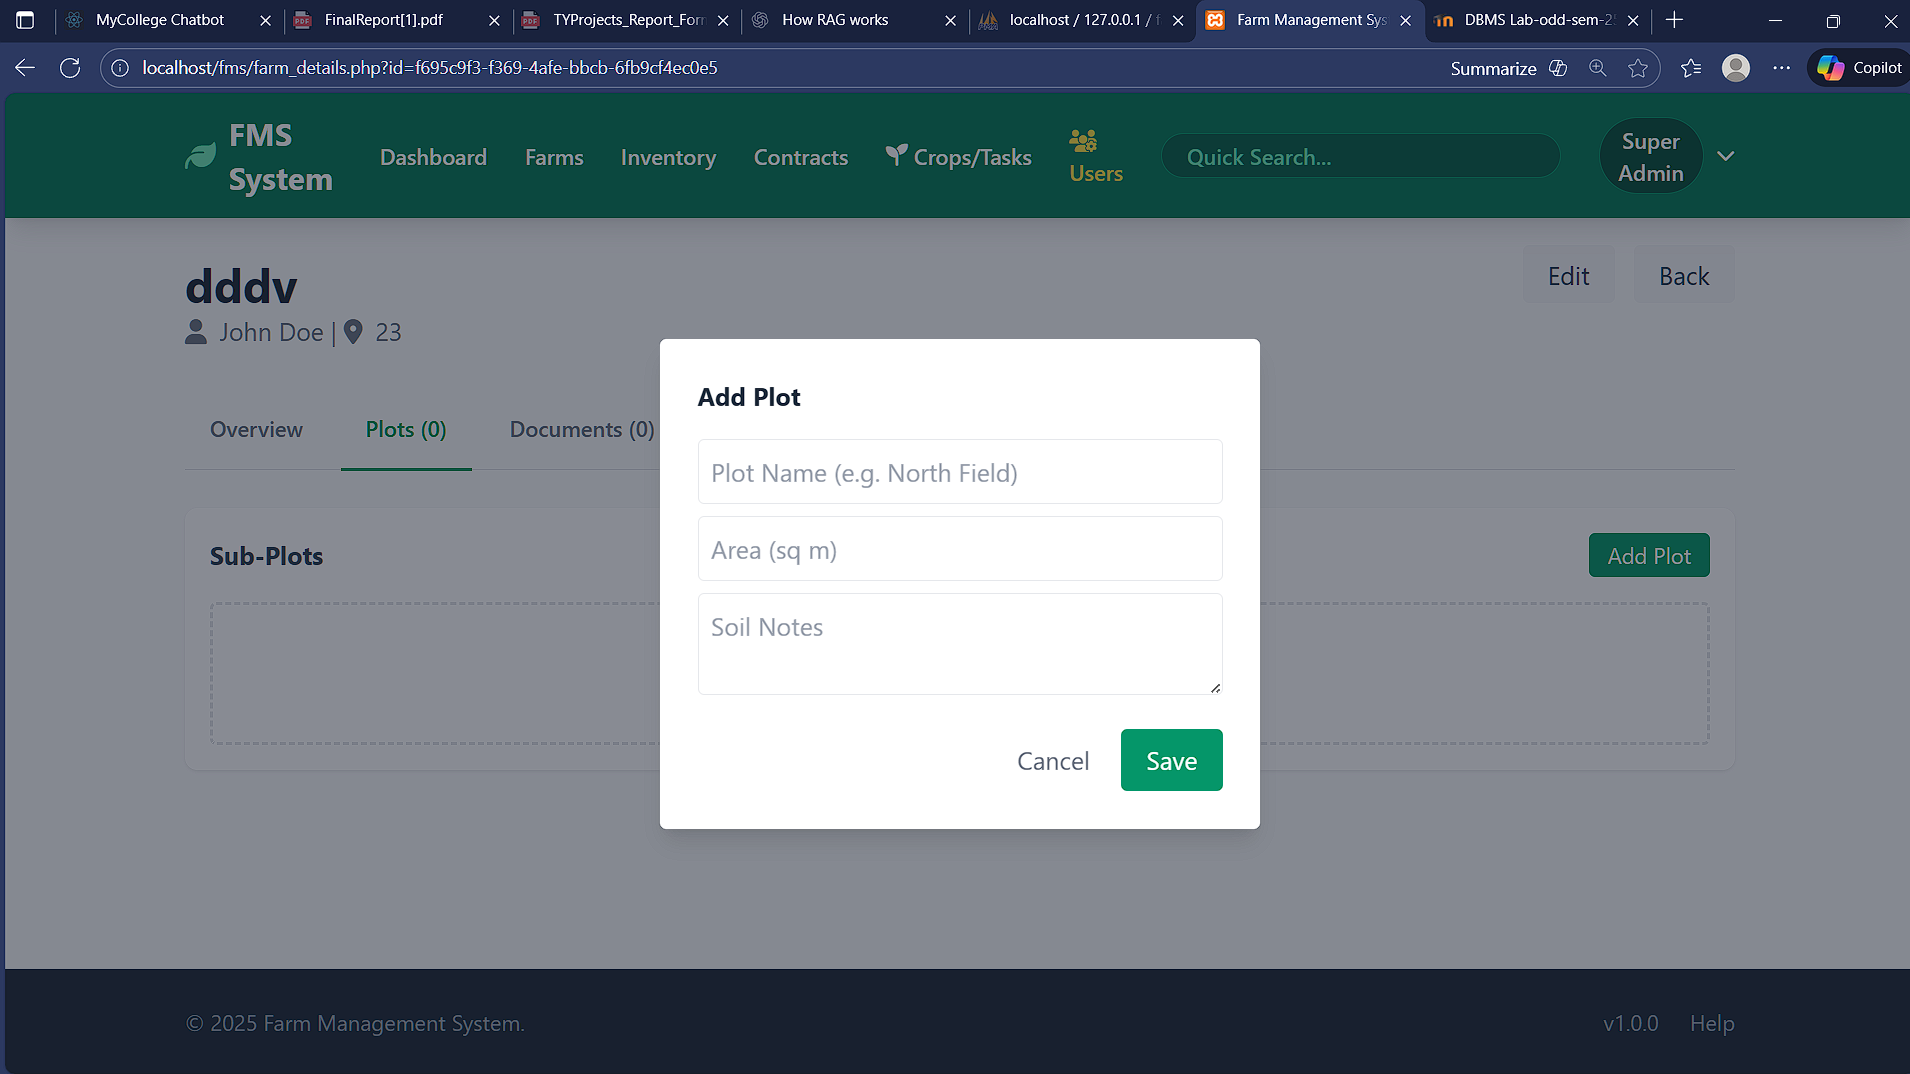 MyCollege Chatbot
FinalReport[1].pdf
TYProjects_Report_Form
How RAG works
localhost / 127.0.0.1 / f
Farm Management Sys
DBMS Lab-odd-sem-25
localhost/fms/farm_details.php?id=f695c9f3-f369-4afe-bbcb-6fb9cf4ec0e5
Summarize
Copilot
FMS
System
Dashboard
Farms
Inventory
Contracts
Crops/Tasks
Users
Quick Search...
Super
Admin
dddv
Edit
Back
John Doe | 23
Overview
Plots (0)
Documents (0)
Sub-Plots
Add Plot
Add Plot
Plot Name (e.g. North Field)
Area (sq m)
Soil Notes
Cancel
Save
© 2025 Farm Management System.
v1.0.0
Help